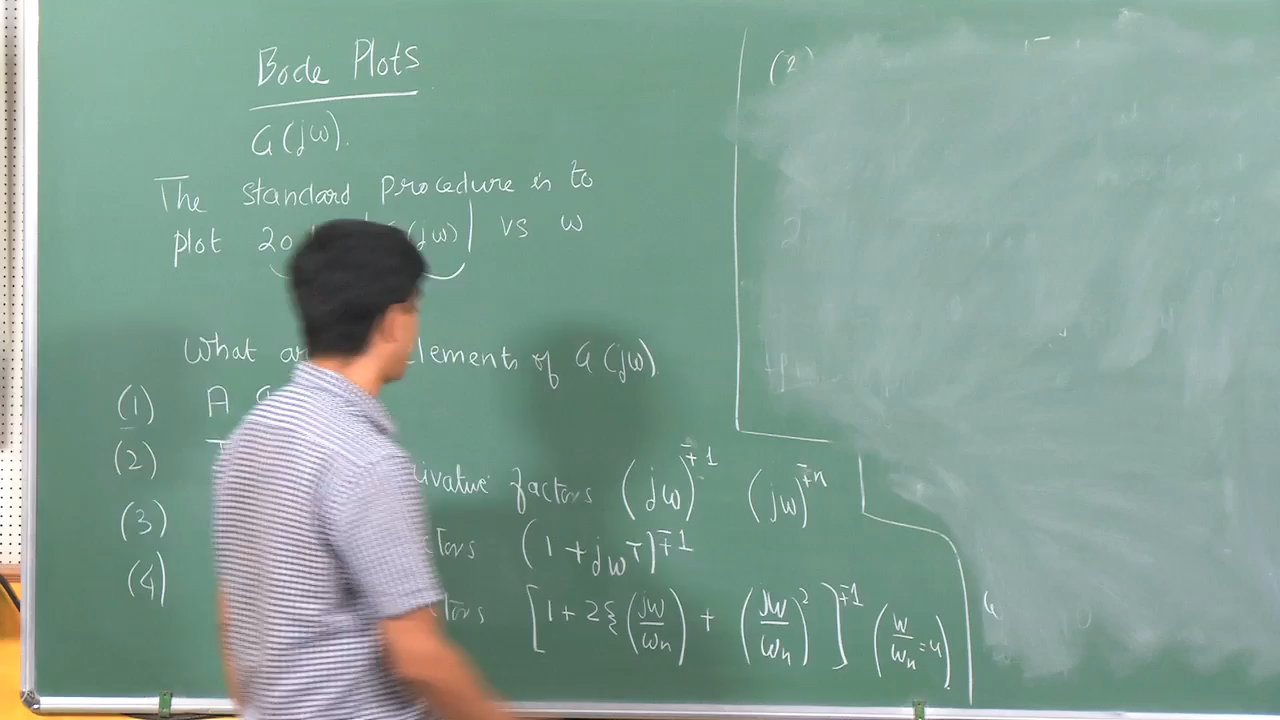 Bode Plots
G(jω).
The standard procedure is to
plot 20 (jω)| vs ω
What elements of G(jω)
(1) A
(2) factors (jω)^∓1 (jω)^∓n
(3) (1+jωT)^∓1
(4) [1+2ξ(jω/ωn) + (jω/ωn)^2]^∓1 (ω/ωn=u)
(2)